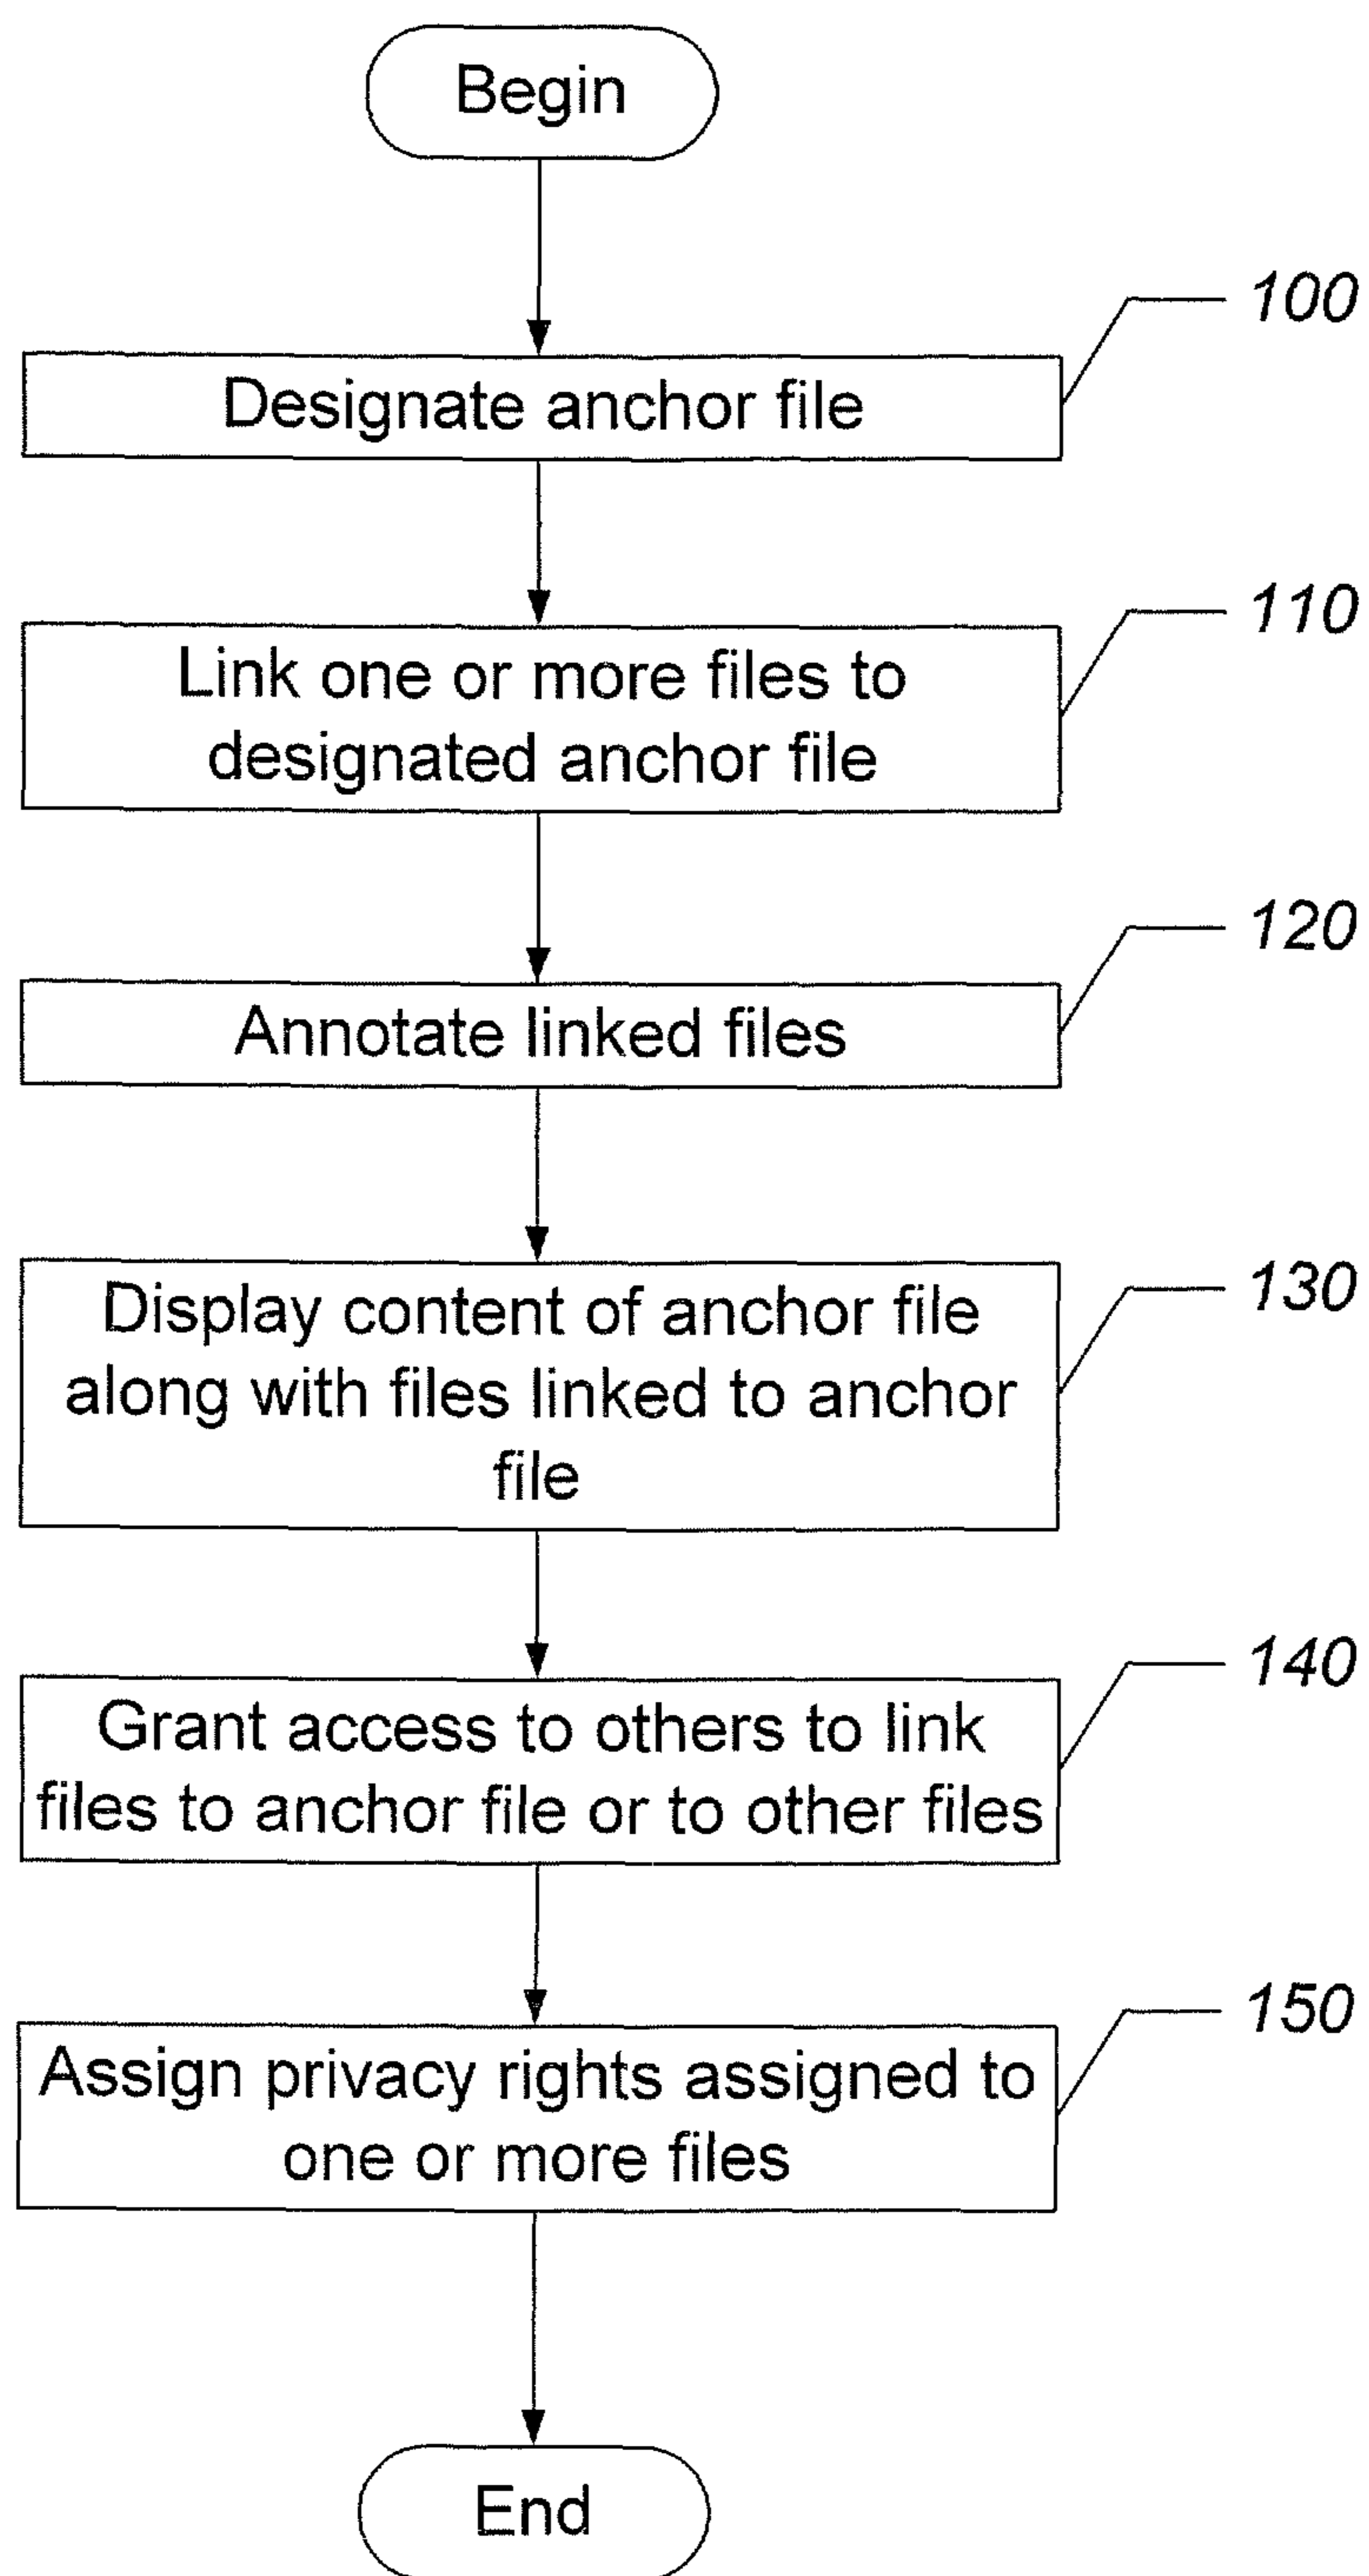 Begin
100
Designate anchor file
110
Link one or more files to
designated anchor file
120
Annotate linked files
130
Display content of anchor file
along with files linked to anchor
file
140
Grant access to others to link
files to anchor file or to other files
150
Assign privacy rights assigned to
one or more files
End